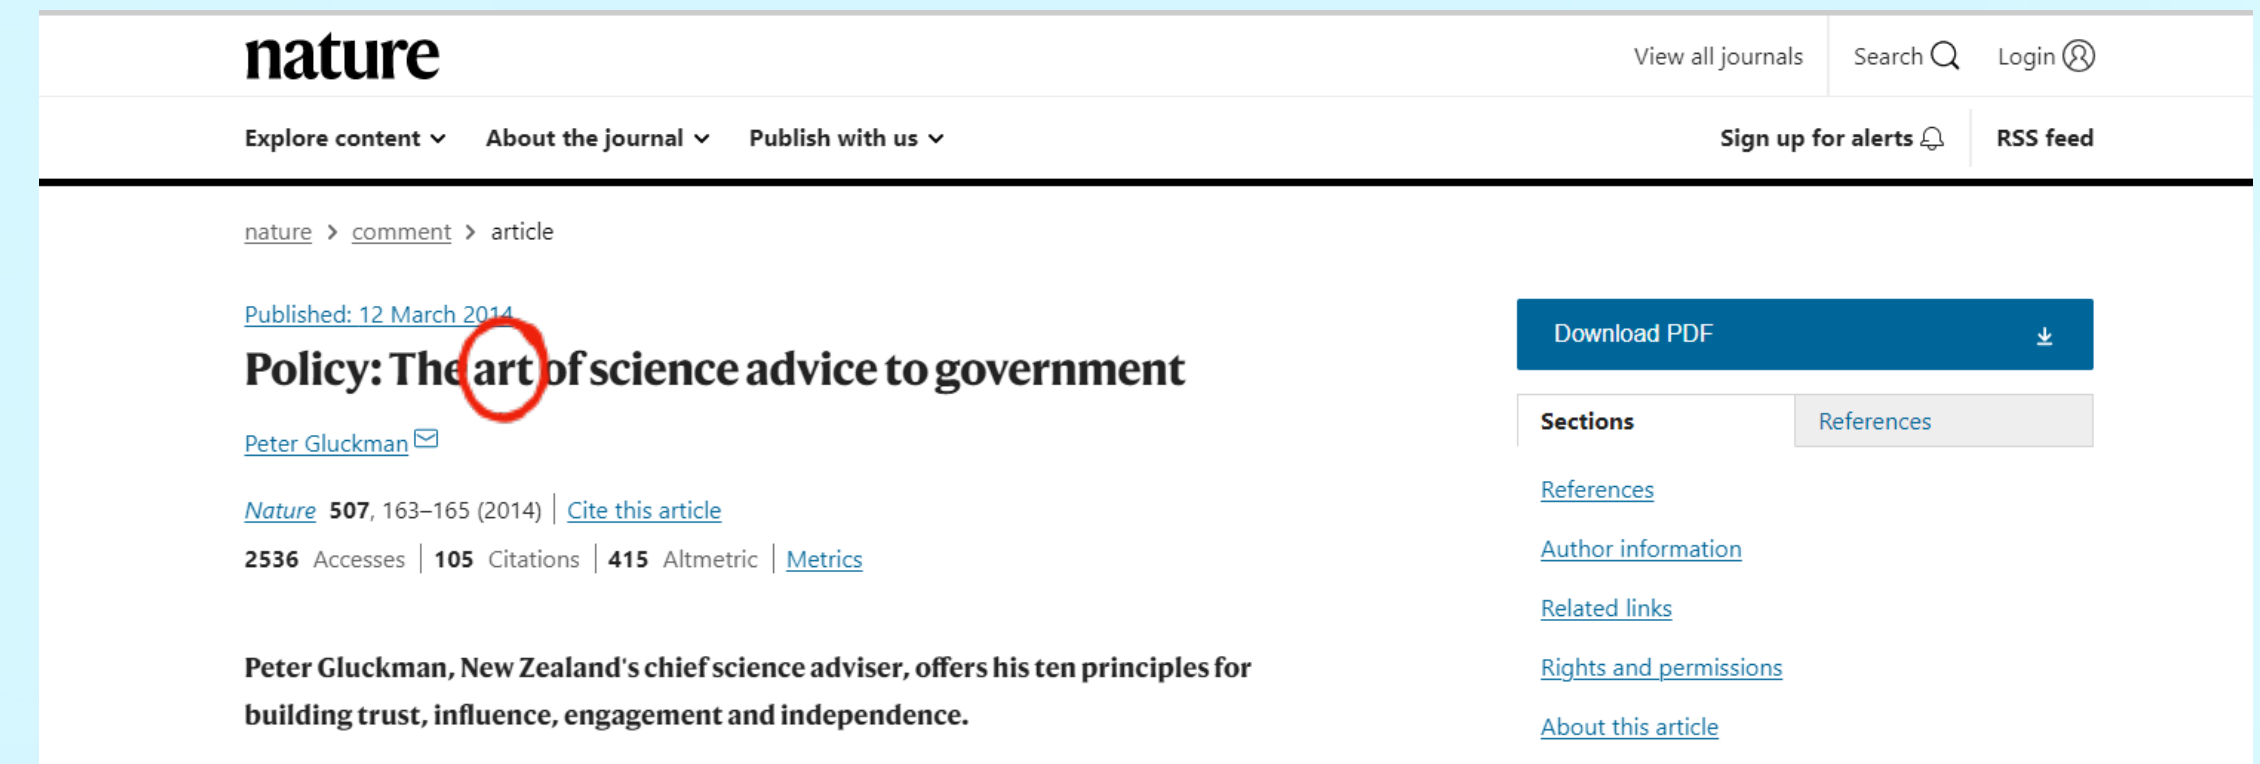 nature
View all journals
Search
Login
Explore content
About the journal
Publish with us
Sign up for alerts
RSS feed
nature > comment > article
Published: 12 March 2014
Policy: The art of science advice to government
Peter Gluckman
Nature 507, 163–165 (2014) | Cite this article
2536 Accesses | 105 Citations | 415 Altmetric | Metrics
Peter Gluckman, New Zealand's chief science adviser, offers his ten principles for
building trust, influence, engagement and independence.
Download PDF
Sections
References
References
Author information
Related links
Rights and permissions
About this article